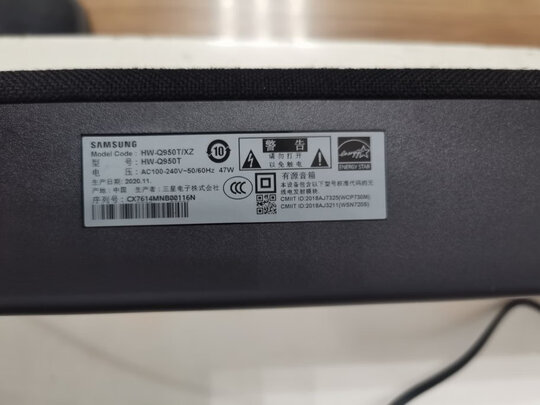 SAMSUNG
Model Code : HW-Q950T/XZ
型 号 : HW-Q950T
电 压 : AC100-240V~50/60Hz 47W
生产日期 : 2020.11.
产地: 中国 生产者: 三星电子株式会社
序列号: CX7614MNB00116N
10
警 告
请 勿 打 开
以 免 触 电
ENERGY STAR
有源音箱
本设备包含以下型号核准代码的无
线电发射模块
CMIIT ID:2018AJ7325(WCP730M)
CMIIT ID:2018AJ3211(WSN720S)